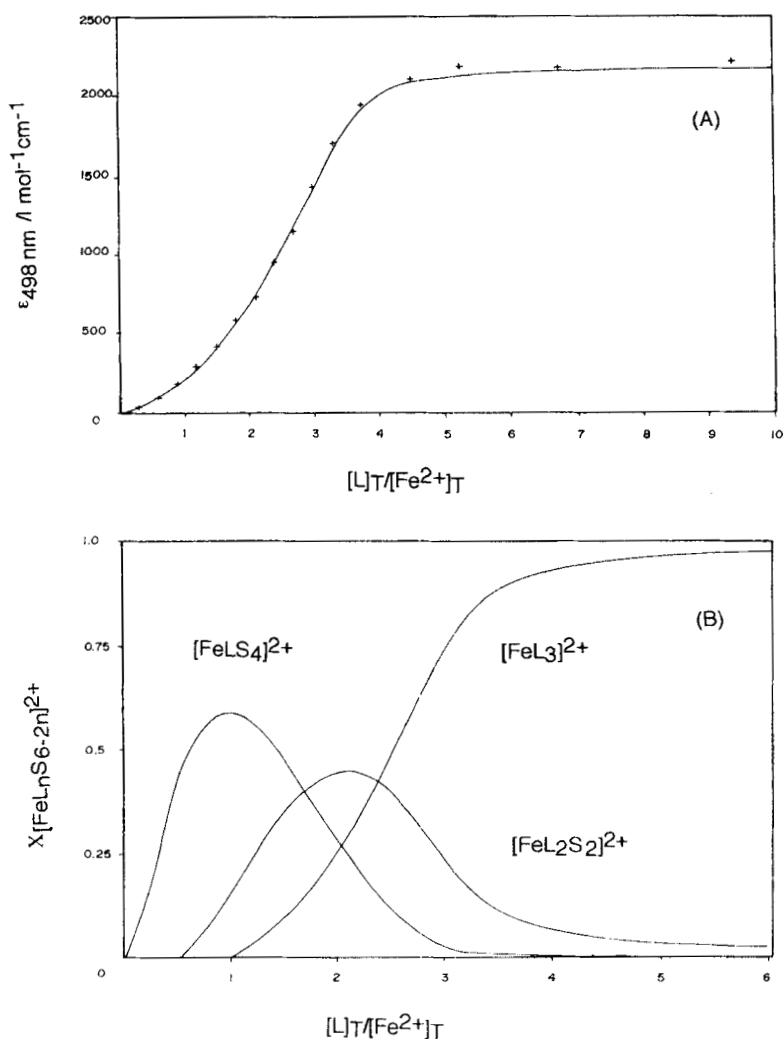 2500
2000
1500
1000
500
0
ε498 nm /l mol-1cm-1
(A)
1 2 3 4 5 6 7 8 9 10
[L]T/[Fe2+]T
1.0
0.75
0.5
0.25
0
X[FeLnS6-2n]2+
(B)
[FeLS4]2+
[FeL3]2+
[FeL2S2]2+
1 2 3 4 5 6
[L]T/[Fe2+]T